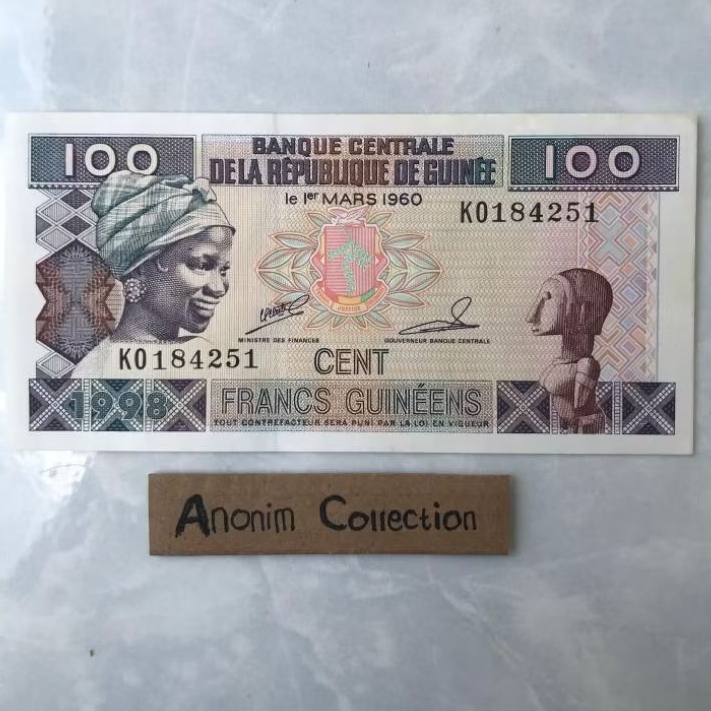 100
BANQUE CENTRALE
100
DE LA RÉPUBLIQUE DE GUINÉE
le 1er MARS 1960
K0184251
MINISTRE DES FINANCES
GOUVERNEUR BANQUE CENTRALE
K0184251
CENT
1998
FRANCS GUINÉENS
TOUT CONTREFACTEUR SERA PUNI PAR LA LOI EN VIGUEUR
Anonim Collection